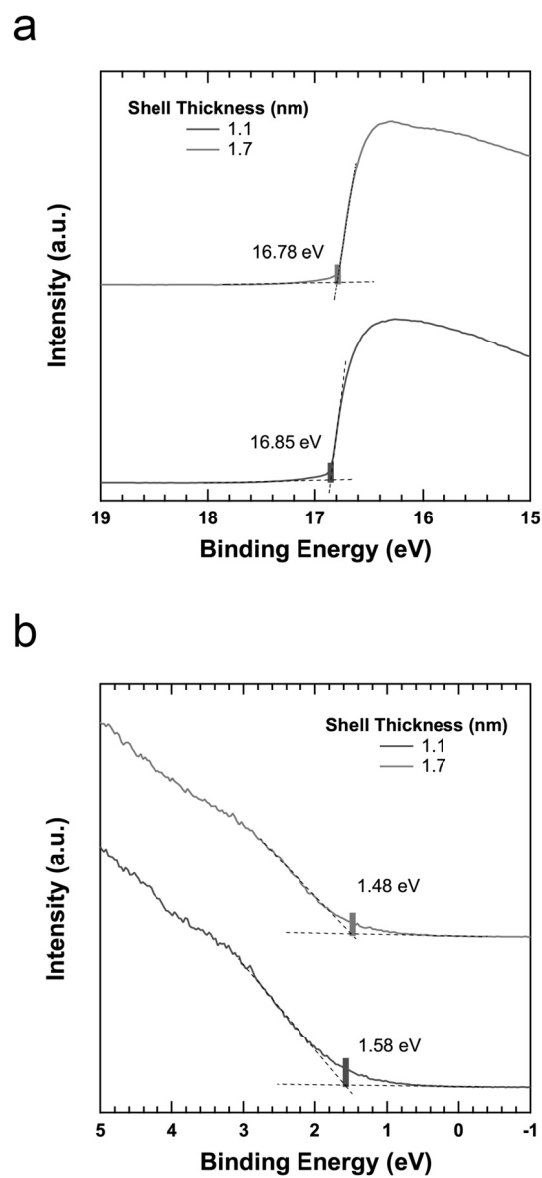 a
Shell Thickness (nm)
1.1
1.7
16.78 eV
16.85 eV
Intensity (a.u.)
19 18 17 16 15
Binding Energy (eV)
b
Shell Thickness (nm)
1.1
1.7
1.48 eV
1.58 eV
Intensity (a.u.)
5 4 3 2 1 0 -1
Binding Energy (eV)